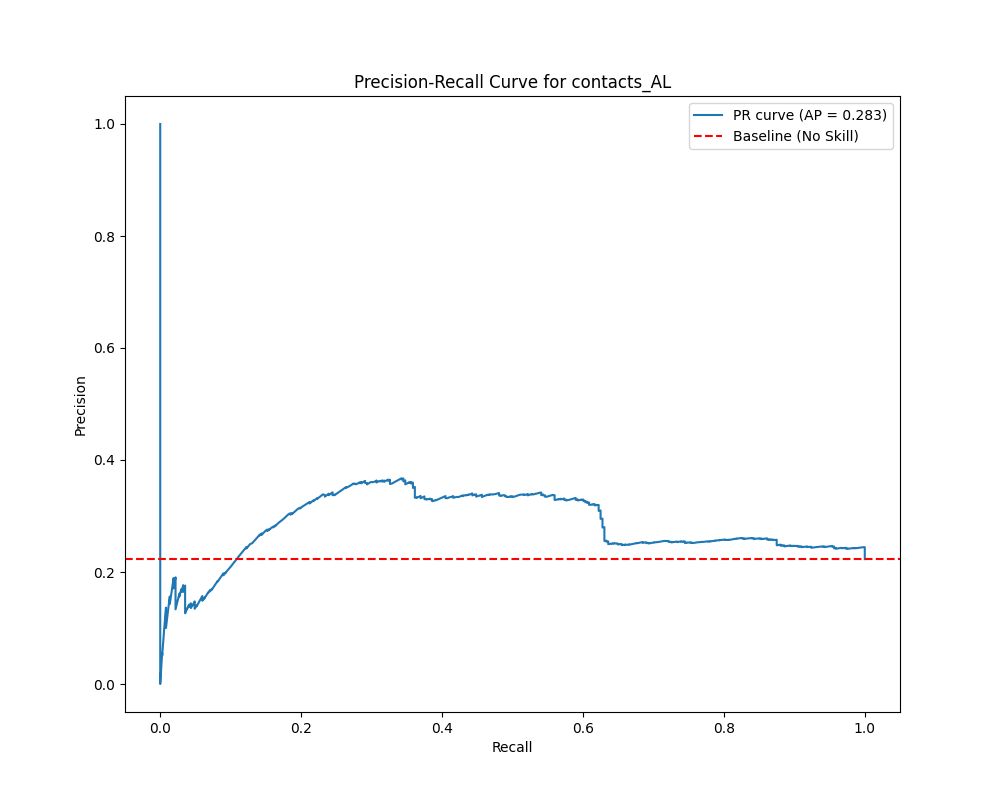 Precision-Recall Curve for contacts_AL
PR curve (AP = 0.283)
Baseline (No Skill)
1.0
0.8
0.6
0.4
0.2
0.0
Precision
0.0 0.2 0.4 0.6 0.8 1.0
Recall